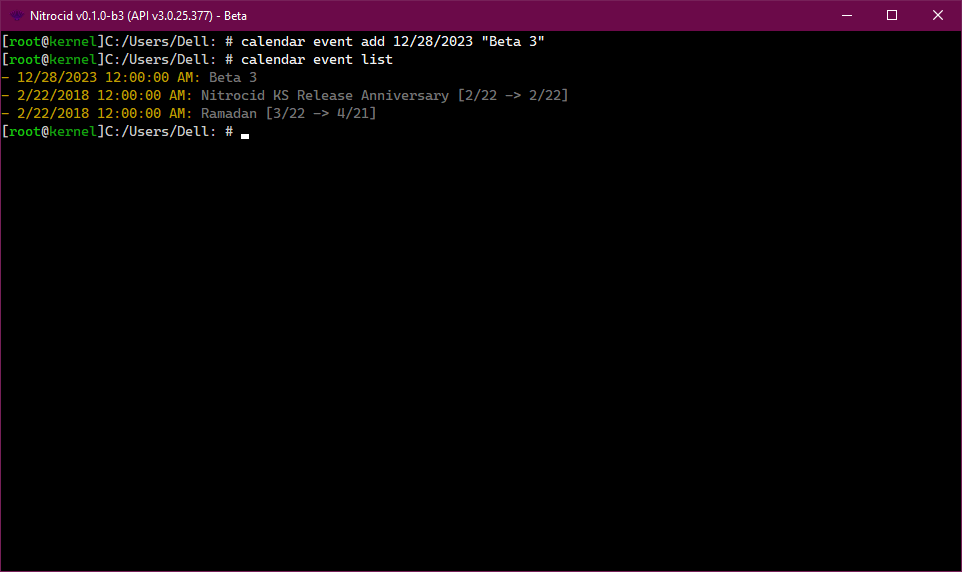 Nitrocid v0.1.0-b3 (API v3.0.25.377) - Beta
[root@kernel]C:/Users/Dell: # calendar event add 12/28/2023 "Beta 3"
[root@kernel]C:/Users/Dell: # calendar event list
- 12/28/2023 12:00:00 AM: Beta 3
- 2/22/2018 12:00:00 AM: Nitrocid KS Release Anniversary [2/22 -> 2/22]
- 2/22/2018 12:00:00 AM: Ramadan [3/22 -> 4/21]
[root@kernel]C:/Users/Dell: #